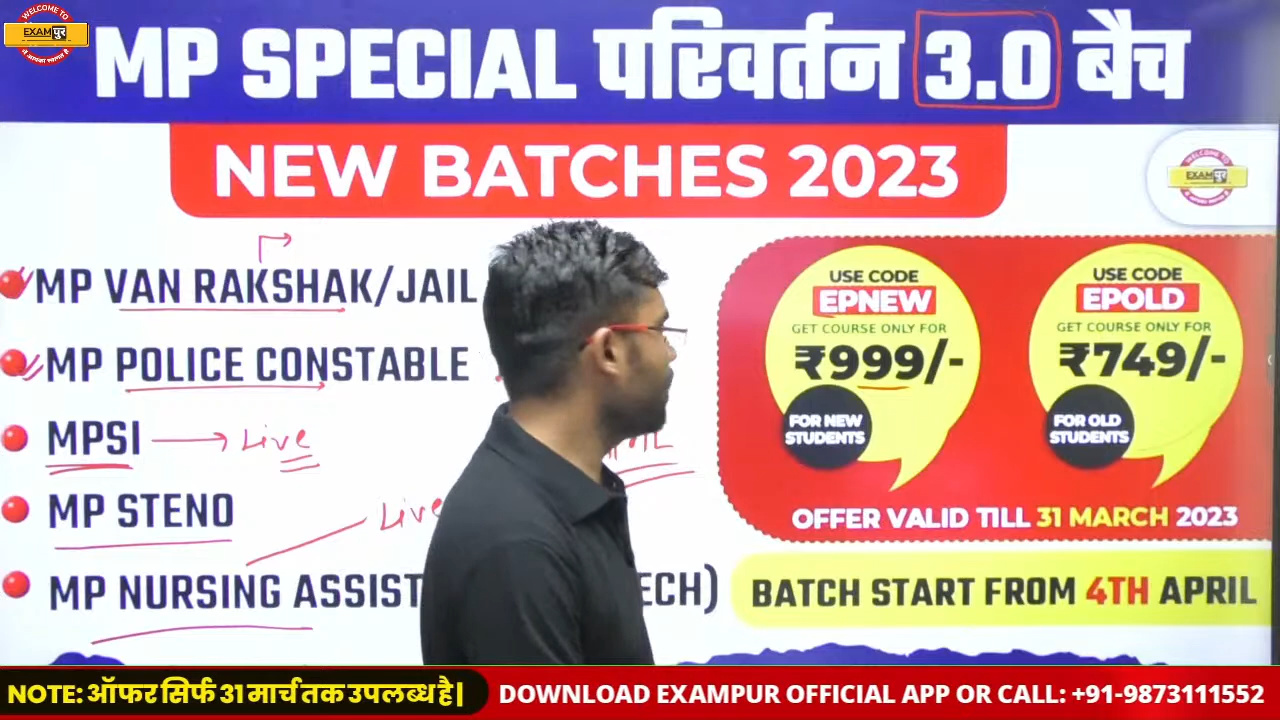 WELCOME TO
EXAMपुर
MP SPECIAL परिवर्तन 3.0 बैच
NEW BATCHES 2023
WELCOME TO
EXAMपुर
MP VAN RAKSHAK/JAIL
MP POLICE CONSTABLE
MPSI Live
MP STENO
Live
MP NURSING ASSIST
ECH)
USE CODE
EPNEW
GET COURSE ONLY FOR
₹999/-
FOR NEW
STUDENTS
USE CODE
EPOLD
GET COURSE ONLY FOR
₹749/-
FOR OLD
STUDENTS
OFFER VALID TILL 31 MARCH 2023
BATCH START FROM 4TH APRIL
NOTE: ऑफर सिर्फ 31 मार्च तक उपलब्ध है|
DOWNLOAD EXAMPUR OFFICIAL APP OR CALL: +91-9873111552